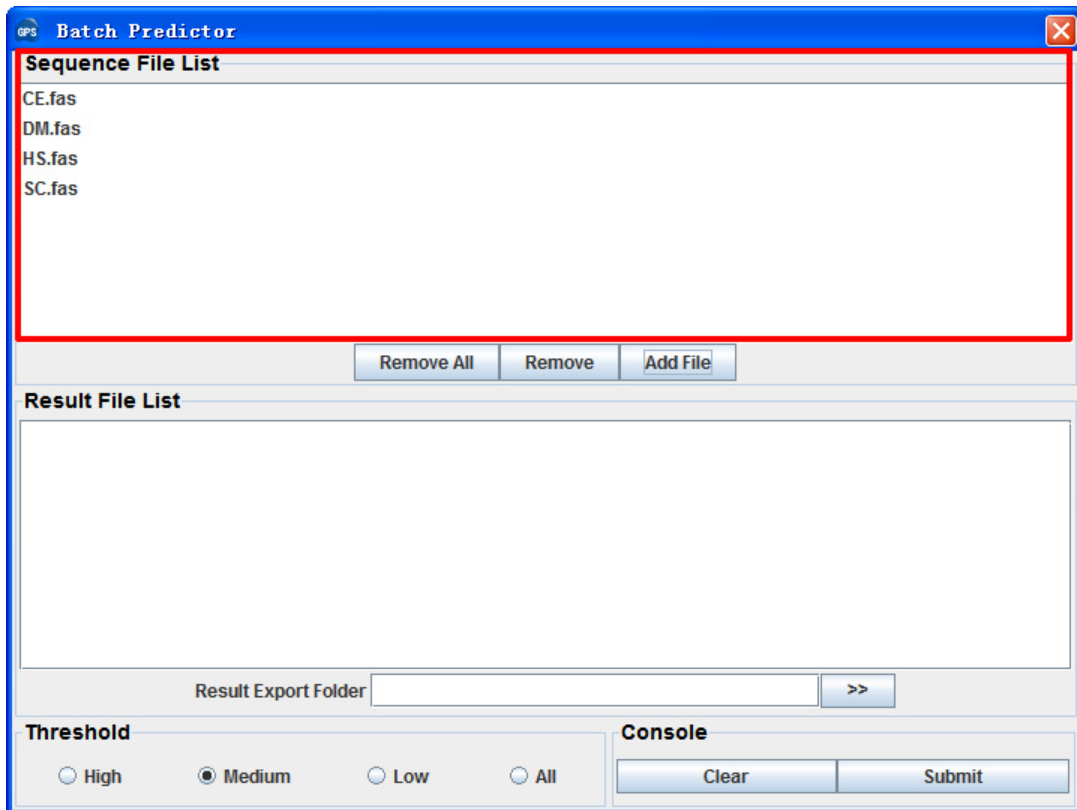 GPS Batch Predictor
Sequence File List
CE.fas
DM.fas
HS.fas
SC.fas
Remove All Remove Add File
Result File List
Result Export Folder >>
Threshold Console
High Medium Low All Clear Submit